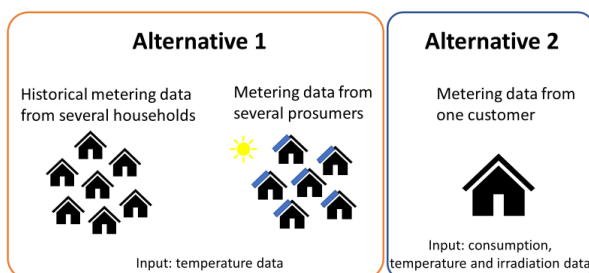 Alternative 1
Historical metering data
from several households
Metering data from
several prosumers
Input: temperature data
Alternative 2
Metering data from
one customer
Input: consumption,
temperature and irradiation data